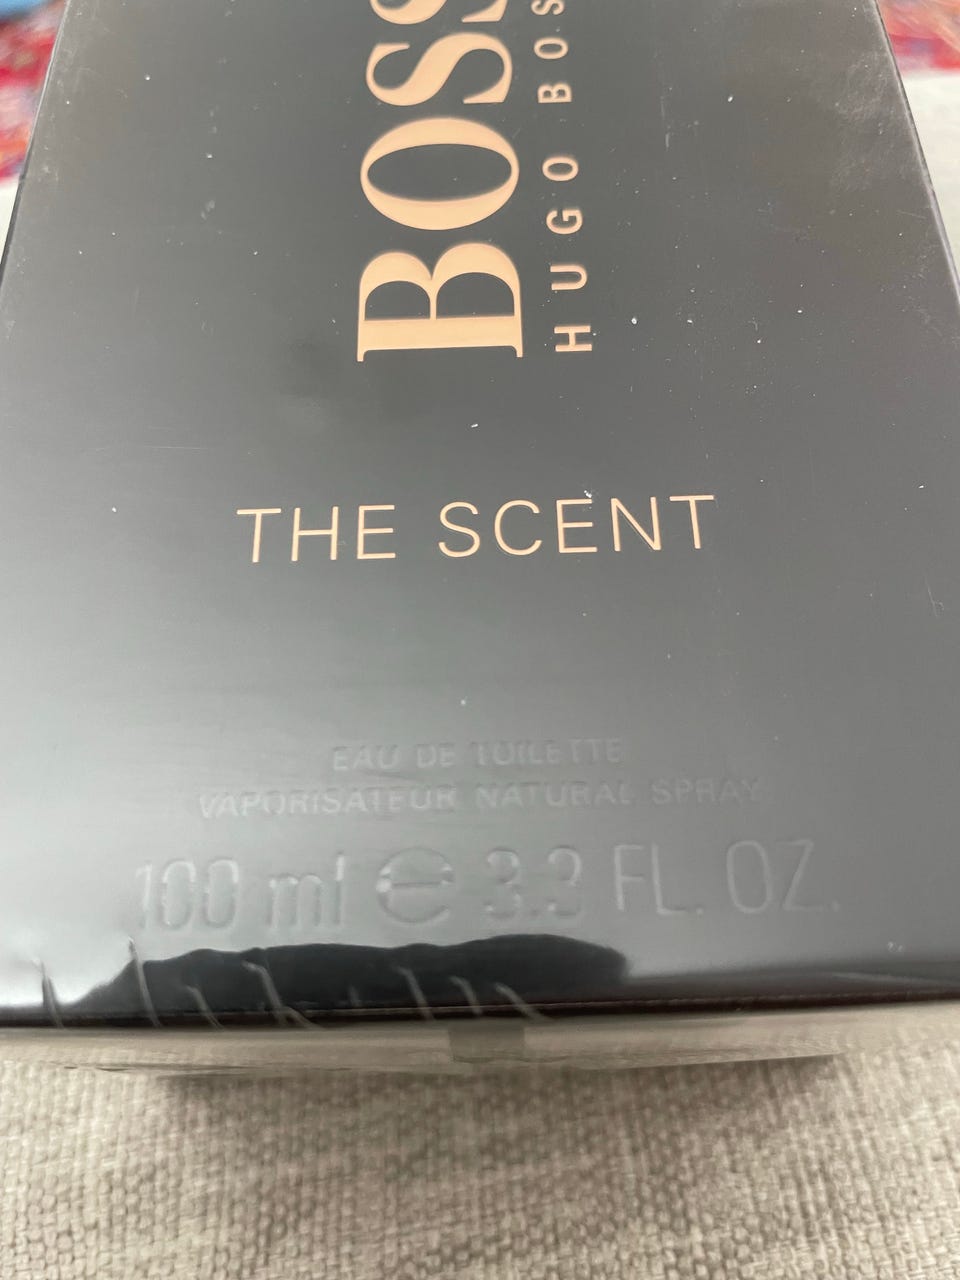 BOSS
HUGO BOSS
THE SCENT
EAU DE TOILETTE
VAPORISATEUR NATURAL SPRAY
100 ml ℮ 3.3 FL. OZ.